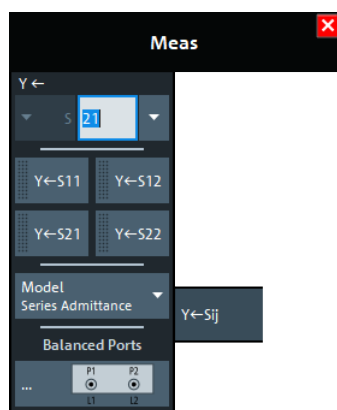 Meas
Y ←
S 21
Y←S11 Y←S12
Y←S21 Y←S22
Model
Series Admittance
Y←Sij
Balanced Ports
...
P1 P2
L1 L2